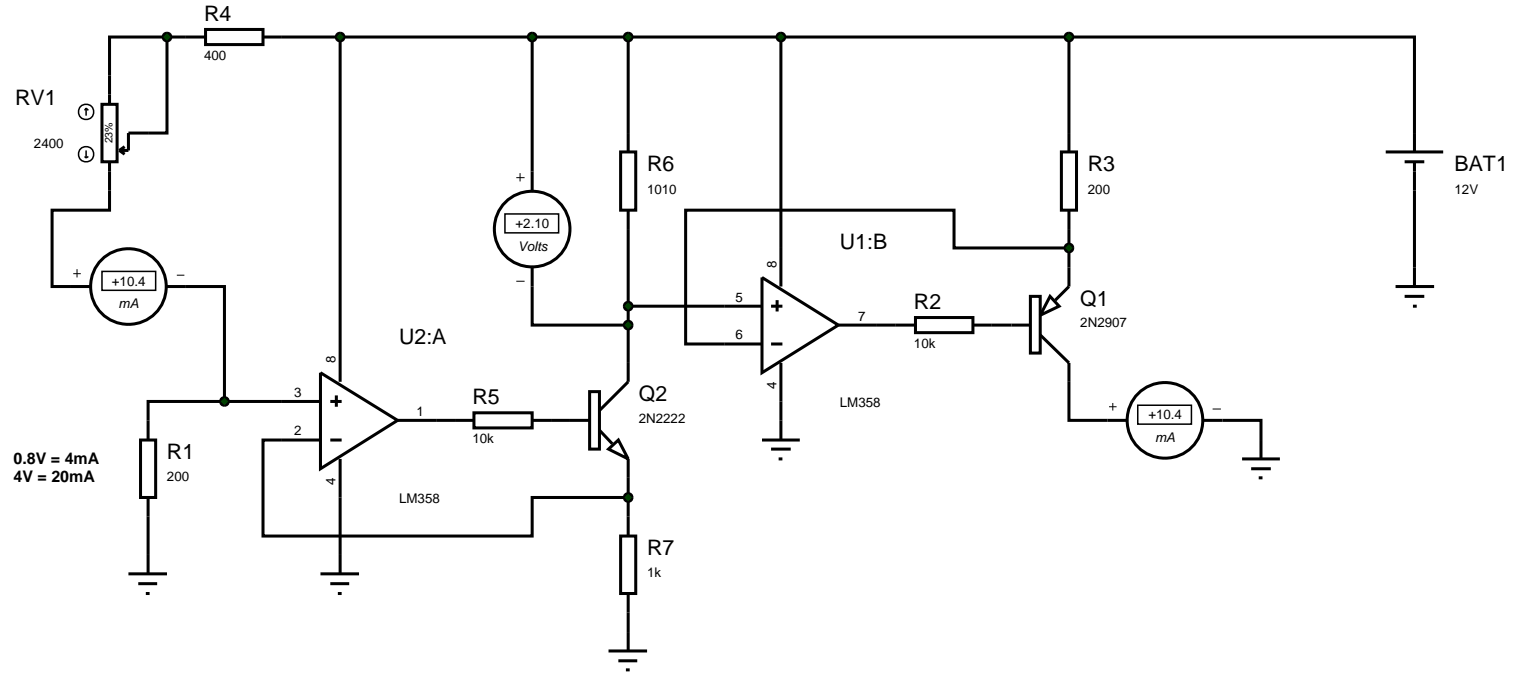 R4
400
RV1
2400
23%
+
+10.4
mA
−
0.8V = 4mA
4V = 20mA
R1
200
U2:A
8
3
+
2
−
1
4
LM358
R5
10k
+
+2.10
Volts
−
R6
1010
Q2
2N2222
R7
1k
U1:B
8
5
+
6
−
7
4
LM358
R2
10k
R3
200
Q1
2N2907
+
+10.4
mA
−
BAT1
12V